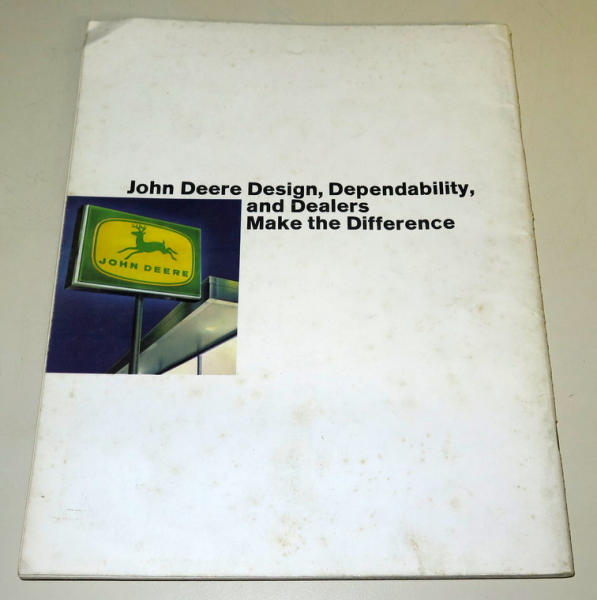 John Deere Design, Dependability,
and Dealers
Make the Difference
JOHN DEERE